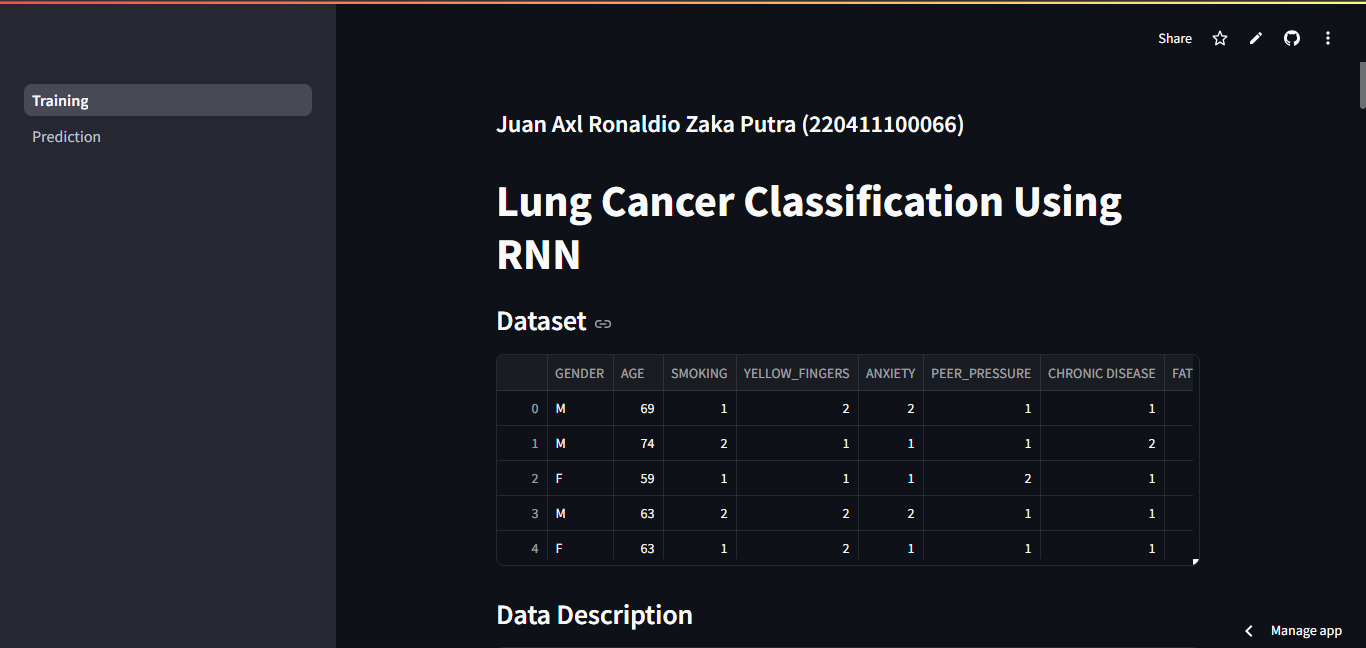 Share
Training
Prediction
Juan Axl Ronaldio Zaka Putra (220411100066)
Lung Cancer Classification Using
RNN
Dataset
GENDER AGE SMOKING YELLOW_FINGERS ANXIETY PEER_PRESSURE CHRONIC DISEASE FAT
0 M 69 1 2 2 1 1
1 M 74 2 1 1 1 2
2 F 59 1 1 1 2 1
3 M 63 2 2 2 1 1
4 F 63 1 2 1 1 1
Data Description
Manage app